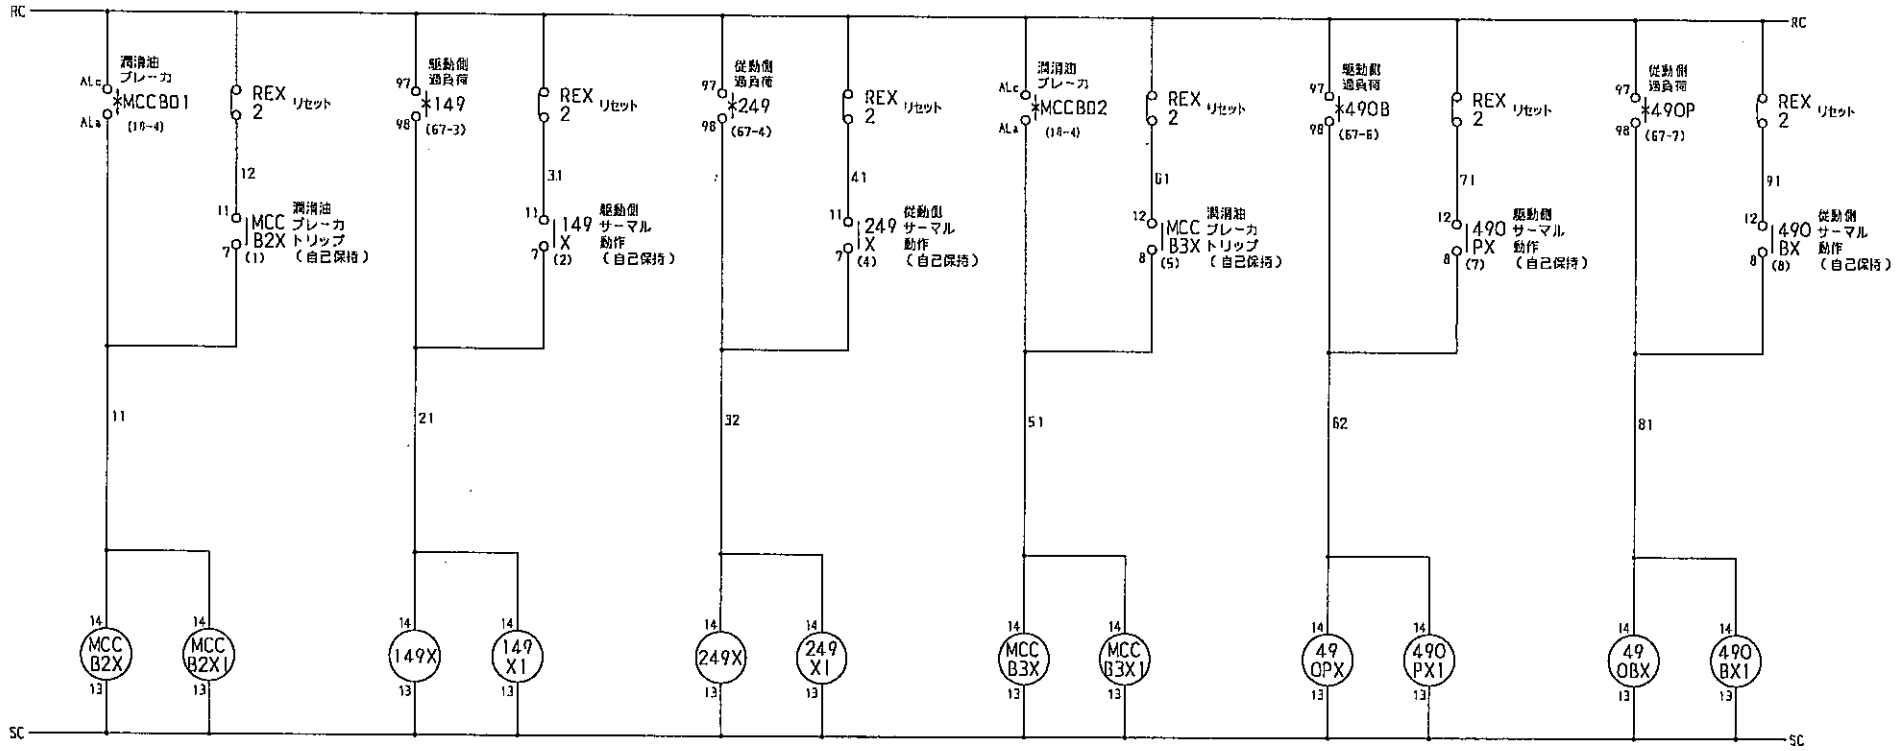 RC
RC
潤滑油
ブレーカ
ALc
MCCB01
ALa
(18-4)
REX リセット
2
12
11
MCC
B2X
潤滑油
ブレーカ
トリップ
(自己保持)
7
(1)
11
14
MCC
B2X
13
14
MCC
B2X1
13
駆動側
過負荷
97
149
98
(67-3)
REX リセット
2
31
11
149
X
駆動側
サーマル
動作
(自己保持)
7
(2)
21
14
149X
13
14
149
X1
13
従動側
過負荷
97
249
98
(67-4)
REX リセット
2
41
11
249
X
従動側
サーマル
動作
(自己保持)
7
(4)
32
14
249X
13
14
249
X1
13
潤滑油
ブレーカ
ALc
MCCB02
ALa
(18-4)
REX リセット
2
61
12
MCC
B3X
潤滑油
ブレーカ
トリップ
(自己保持)
8
(5)
51
14
MCC
B3X
13
14
MCC
B3X1
13
駆動側
過負荷
97
490B
98
(67-6)
REX リセット
2
71
12
490
PX
駆動側
サーマル
動作
(自己保持)
8
(7)
62
14
49
0PX
13
14
490
PX1
13
従動側
過負荷
97
490P
98
(67-7)
REX リセット
2
91
12
490
BX
従動側
サーマル
動作
(自己保持)
8
(8)
81
14
49
0BX
13
14
490
BX1
13
SC
SC